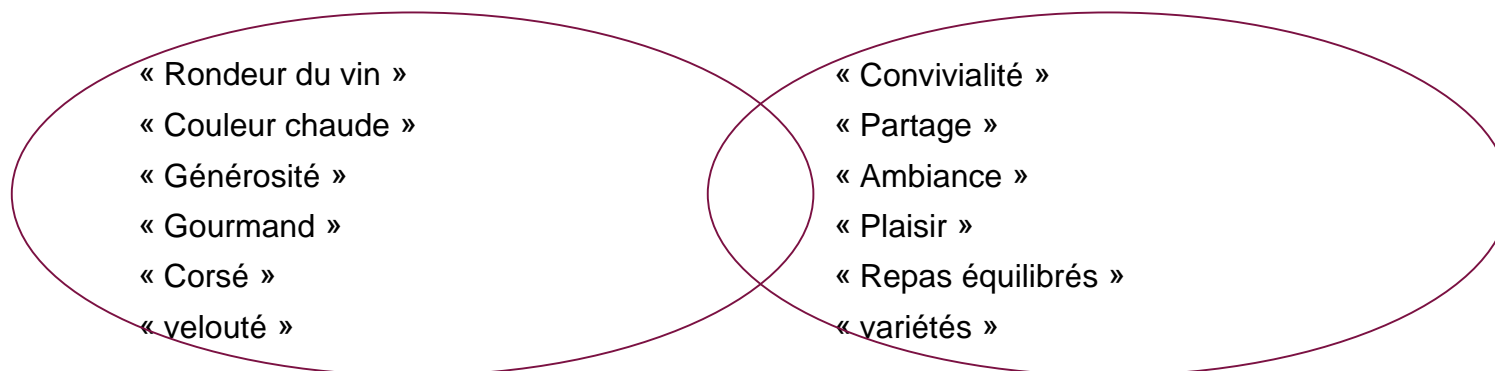 « Rondeur du vin »
« Couleur chaude »
« Générosité »
« Gourmand »
« Corsé »
« velouté »
« Convivialité »
« Partage »
« Ambiance »
« Plaisir »
« Repas équilibrés »
« variétés »